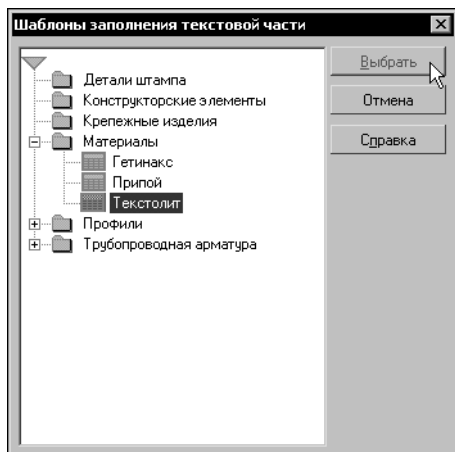 Шаблоны заполнения текстовой части
Выбрать
Отмена
Справка
Детали штампа
Конструкторские элементы
Крепежные изделия
Материалы
Гетинакс
Припой
Текстолит
Профили
Трубопроводная арматура